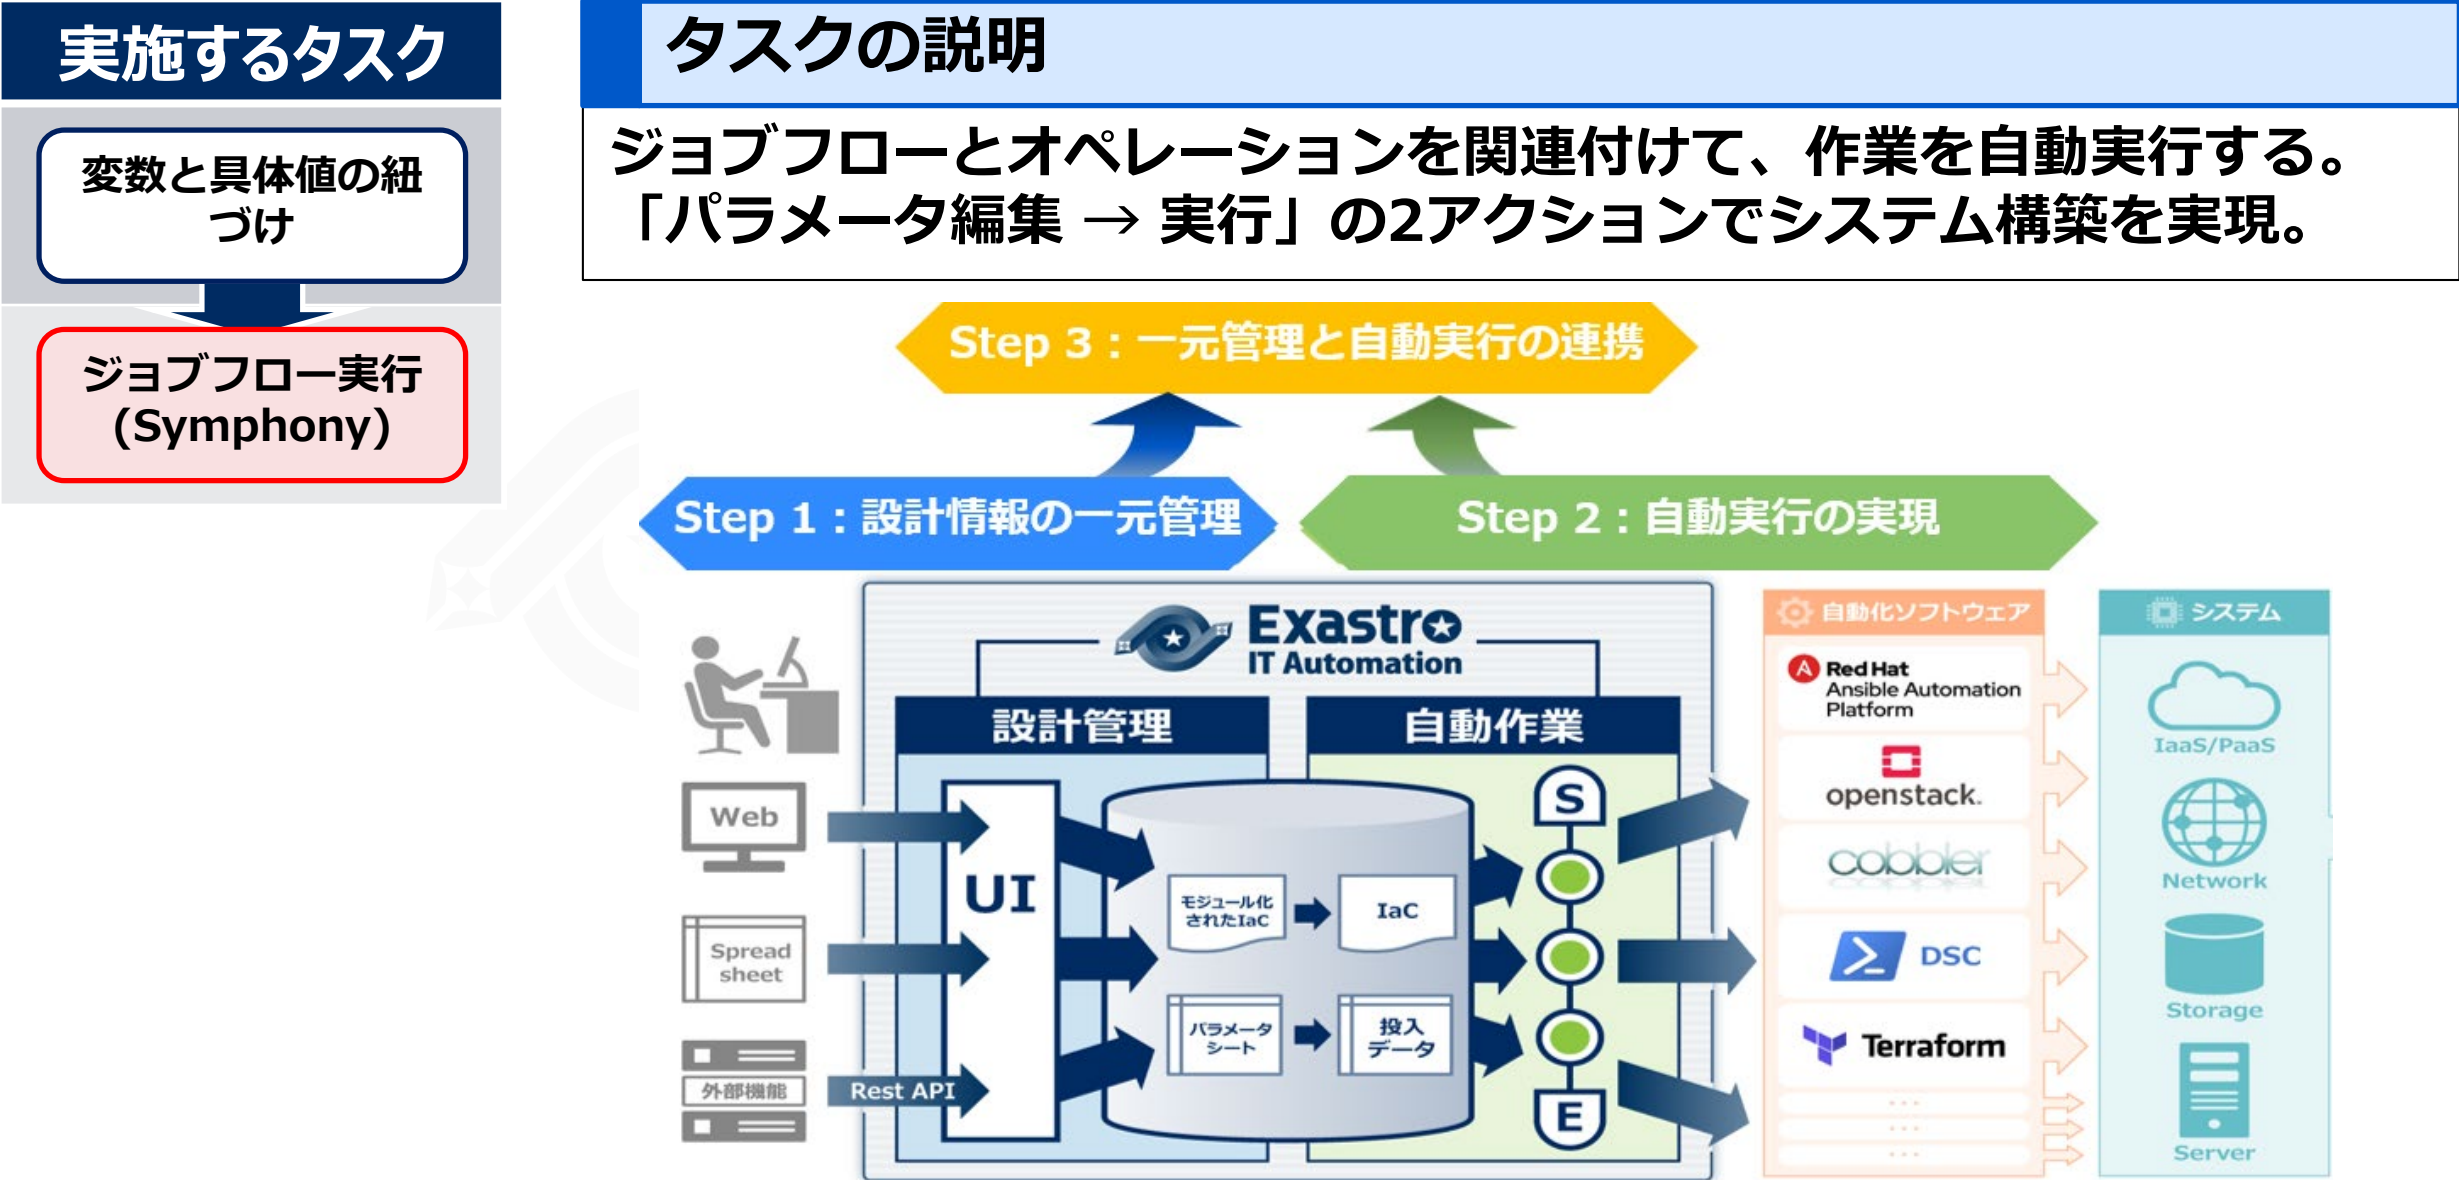 実施するタスク
変数と具体値の紐
づけ
ジョブフロー実行
(Symphony)
タスクの説明
ジョブフローとオペレーションを関連付けて、作業を自動実行する。
「パラメータ編集 → 実行」の2アクションでシステム構築を実現。
Step 3：一元管理と自動実行の連携
Step 1：設計情報の一元管理
Step 2：自動実行の実現
Exastro
IT Automation
設計管理
自動作業
Web
Spread
sheet
外部機能
Rest API
UI
モジュール化
されたIaC
IaC
パラメータ
シート
投入
データ
S
E
自動化ソフトウェア
Red Hat
Ansible Automation
Platform
openstack.
cobbler
DSC
Terraform
...
...
...
システム
IaaS/PaaS
Network
Storage
Server